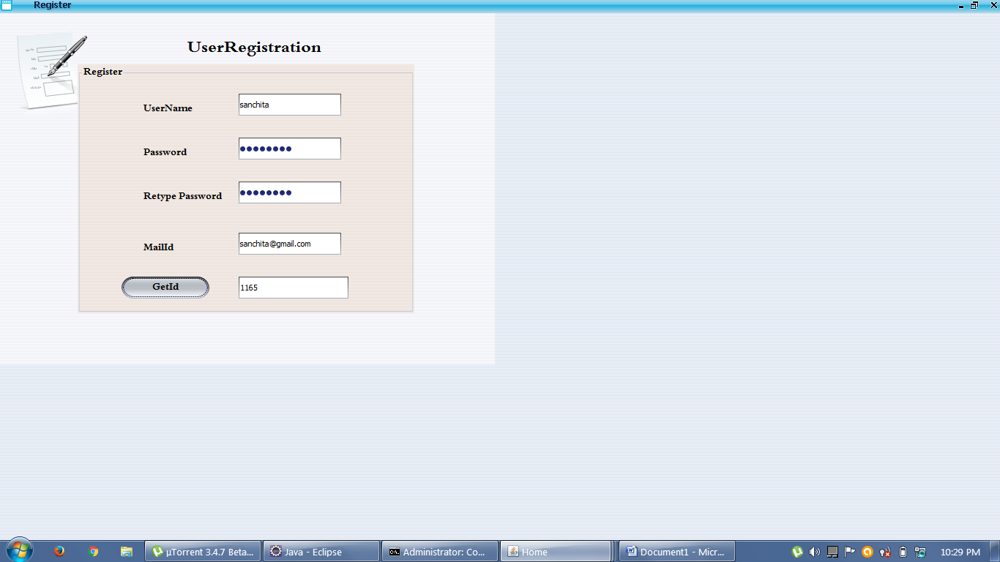 Register
UserRegistration
Register
UserName sanchita
Password ●●●●●●●●
Retype Password ●●●●●●●●
MailId sanchita@gmail.com
GetId 1165
µTorrent 3.4.7 Beta... Java - Eclipse Administrator: Co... Home Document1 - Micr... 10:29 PM